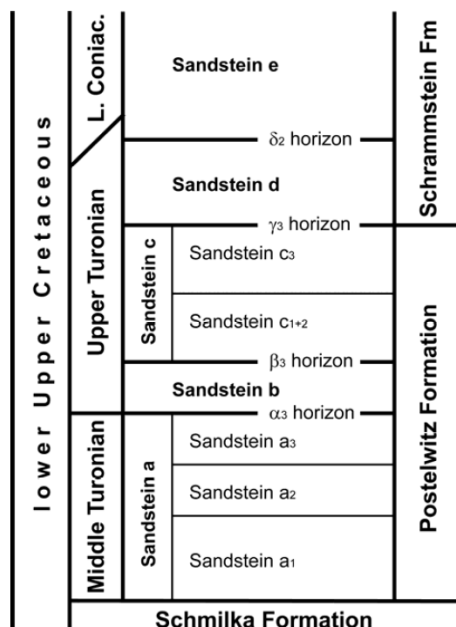 lower Upper Cretaceous
L. Coniac.
Upper Turonian
Middle Turonian
Sandstein e
δ2 horizon
Sandstein d
γ3 horizon
Sandstein c
Sandstein c3
Sandstein c1+2
β3 horizon
Sandstein b
α3 horizon
Sandstein a
Sandstein a3
Sandstein a2
Sandstein a1
Schrammstein Fm
Postelwitz Formation
Schmilka Formation